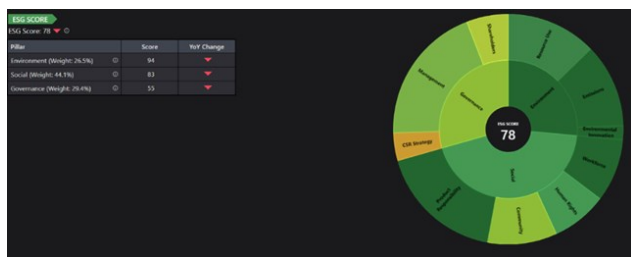 ESG SCORE
ESG Score: 78
Pillar Score YoY Change
Environment (Weight: 26.5%) 94
Social (Weight: 44.1%) 83
Governance (Weight: 29.4%) 55
Shareholders
Resource Use
Management
Emissions
Governance
Environment
ESG SCORE
78
CSR Strategy
Environmental
Innovation
Social
Workforce
Product
Responsibility
Human Rights
Community